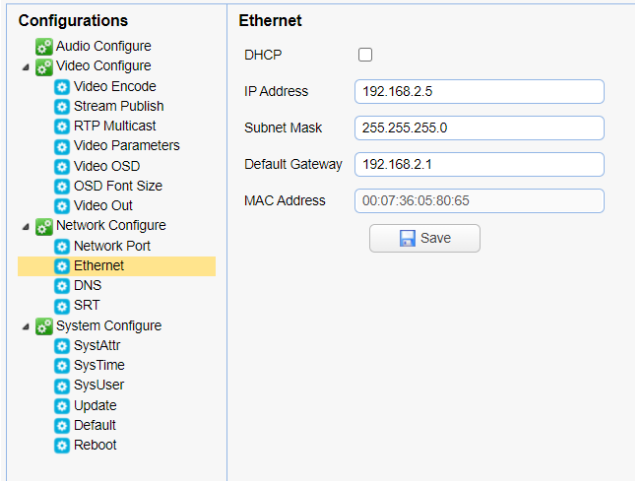 Configurations
Audio Configure
Video Configure
Video Encode
Stream Publish
RTP Multicast
Video Parameters
Video OSD
OSD Font Size
Video Out
Network Configure
Network Port
Ethernet
DNS
SRT
System Configure
SystAttr
SysTime
SysUser
Update
Default
Reboot
Ethernet
DHCP
IP Address 192.168.2.5
Subnet Mask 255.255.255.0
Default Gateway 192.168.2.1
MAC Address 00:07:36:05:80:65
Save